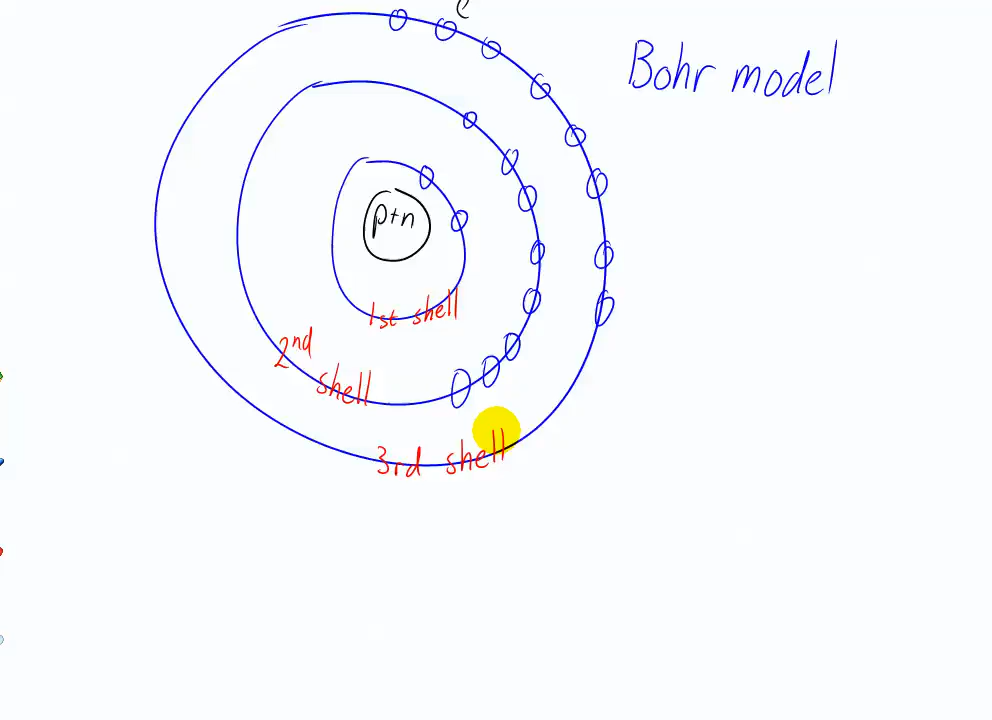 e
Bohr model
p+n
1st shell
2nd
shell
3rd shell